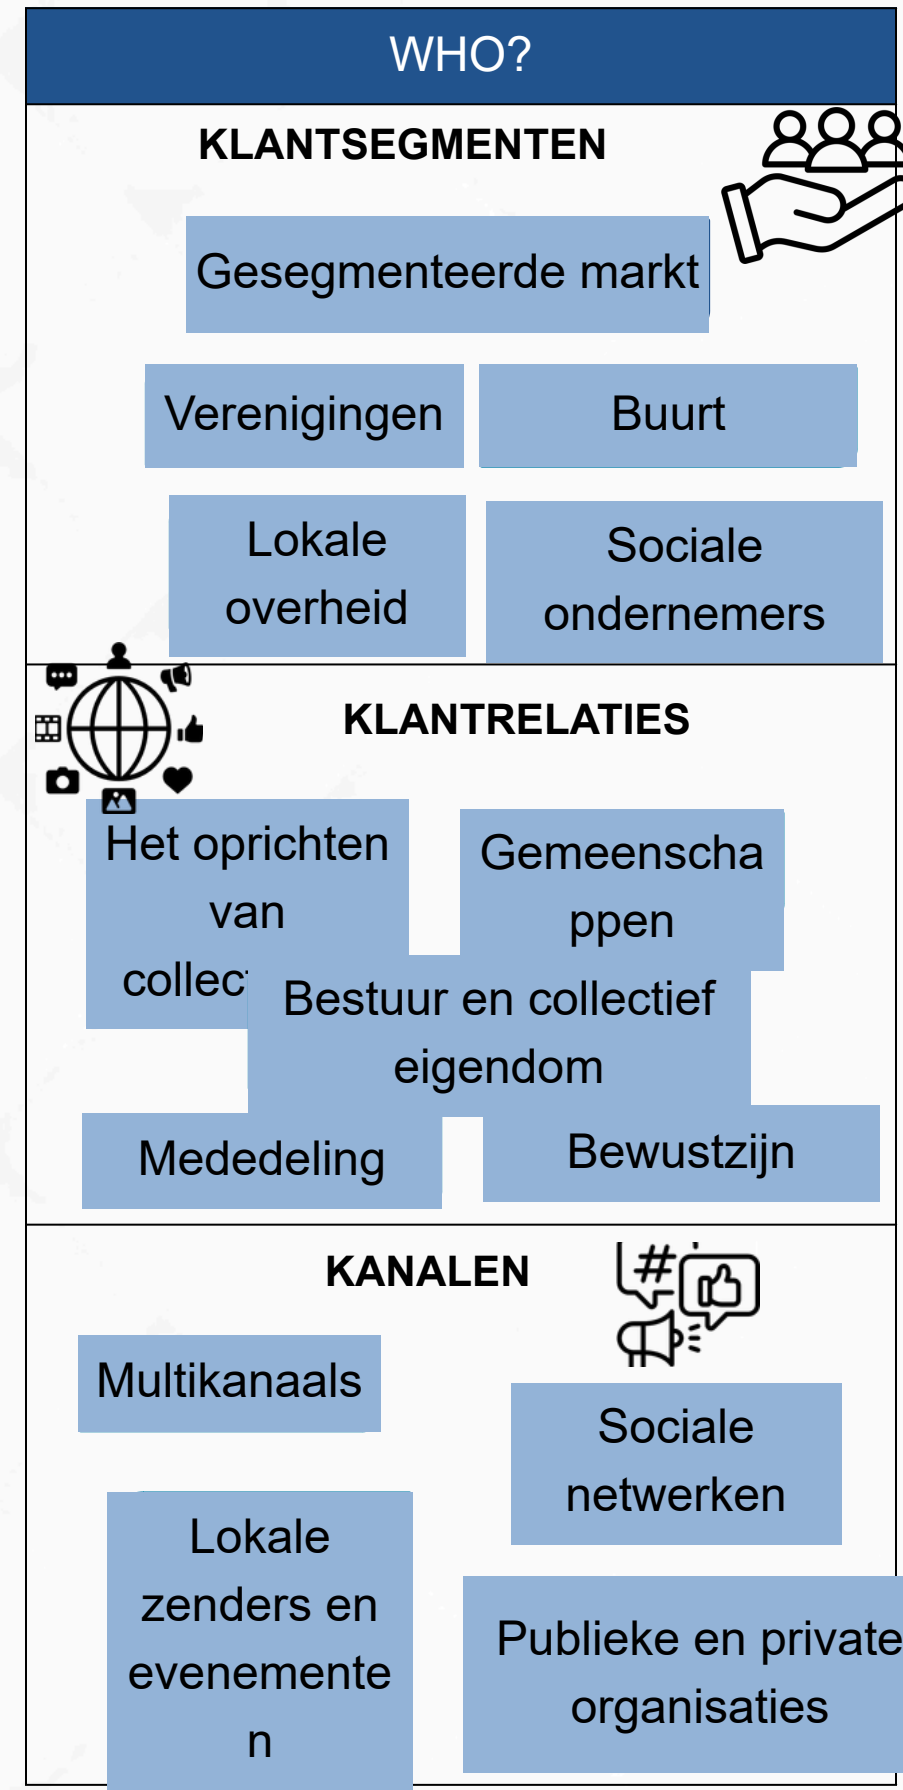 WHO?
KLANTSEGMENTEN
Gesegmenteerde markt
Verenigingen
Buurt
Lokale
overheid
Sociale
ondernemers
KLANTRELATIES
Het oprichten
van
Gemeenscha
ppen
Bestuur en collectief
eigendom
Mededeling
Bewustzijn
KANALEN
#
Multikanaals
Sociale
netwerken
Lokale
zenders en
evenemente
n
Publieke en private
organisaties